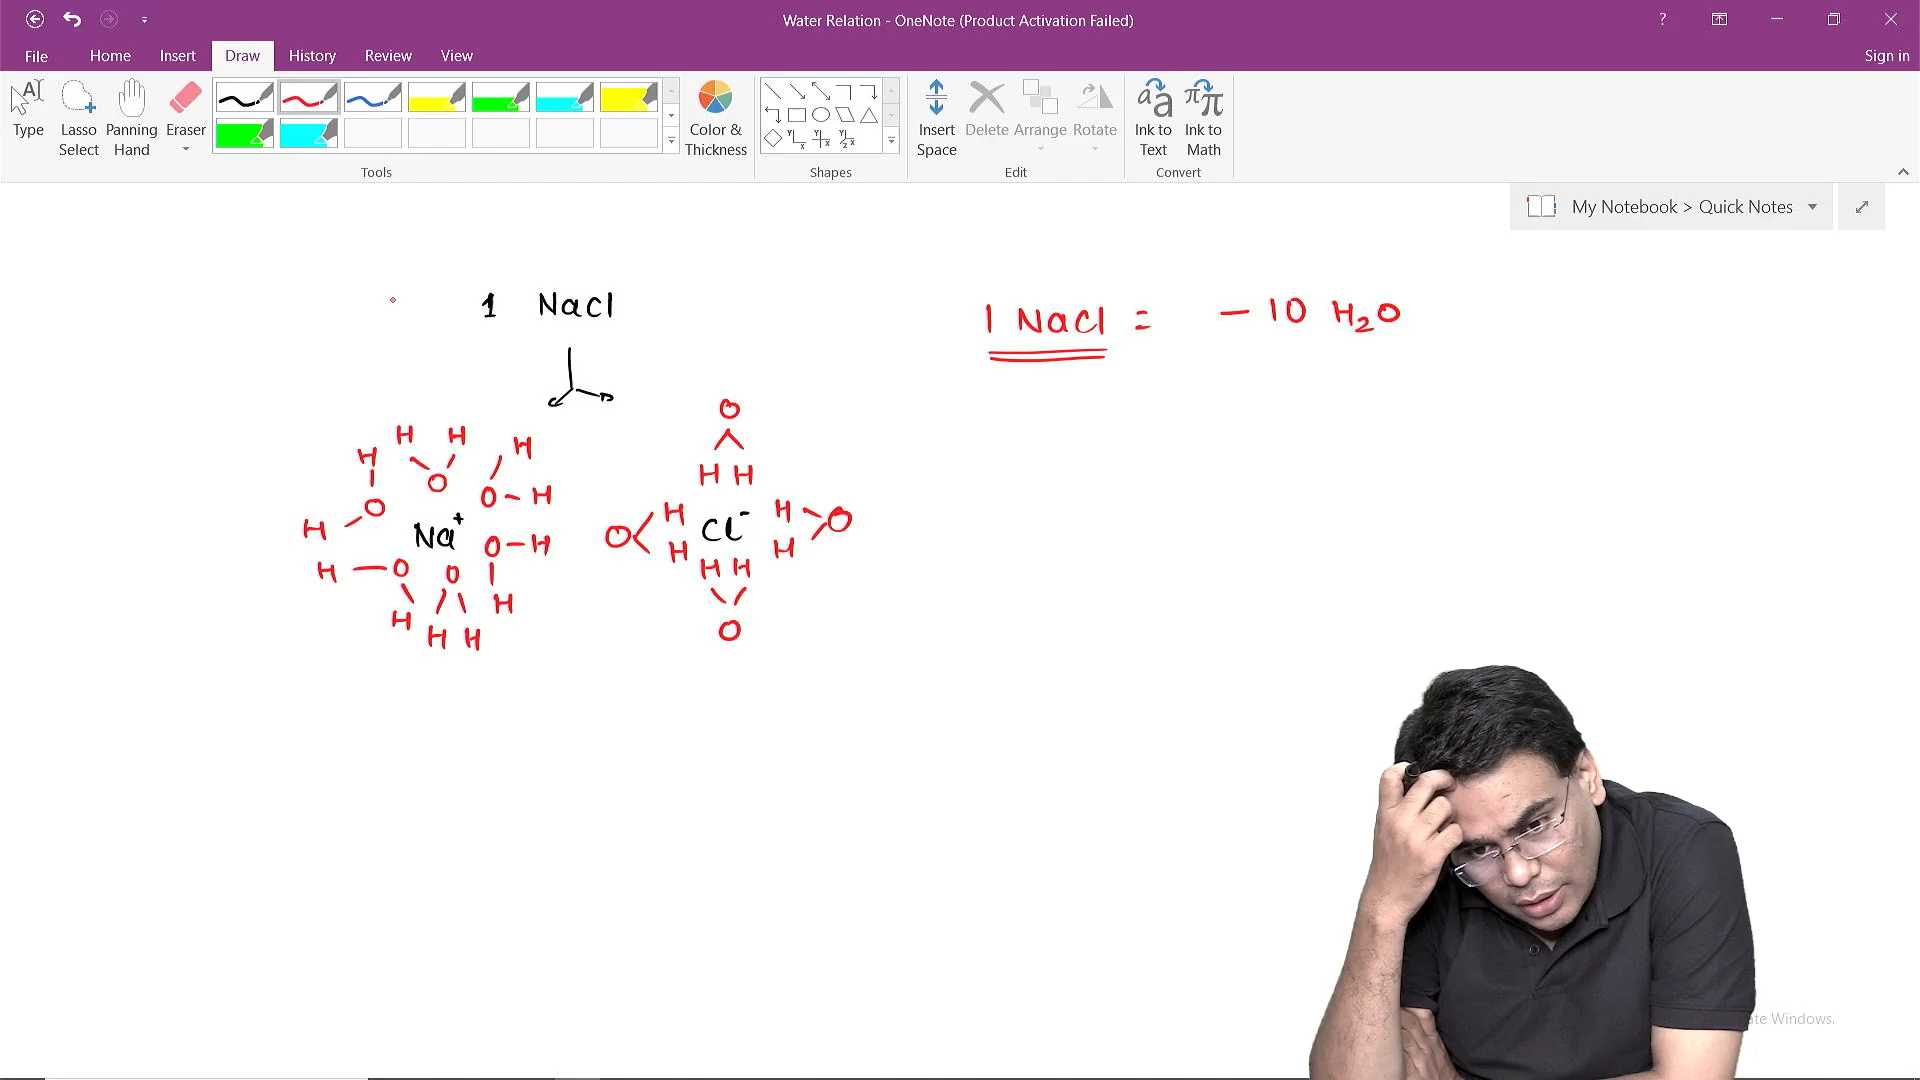 Water Relation - OneNote (Product Activation Failed)
?
File Home Insert Draw History Review View Sign in
Type Lasso Select Panning Hand Eraser Color & Thickness Insert Space Delete Arrange Rotate Ink to Text Ink to Math
Tools Shapes Edit Convert
My Notebook > Quick Notes
1 NaCl
1 NaCl = - 10 H2O
O
H H H H
H O O-H H H
O H H O
H Na+ O-H O H Cl- H O
H O O H H H
H H H H O
ate Windows.